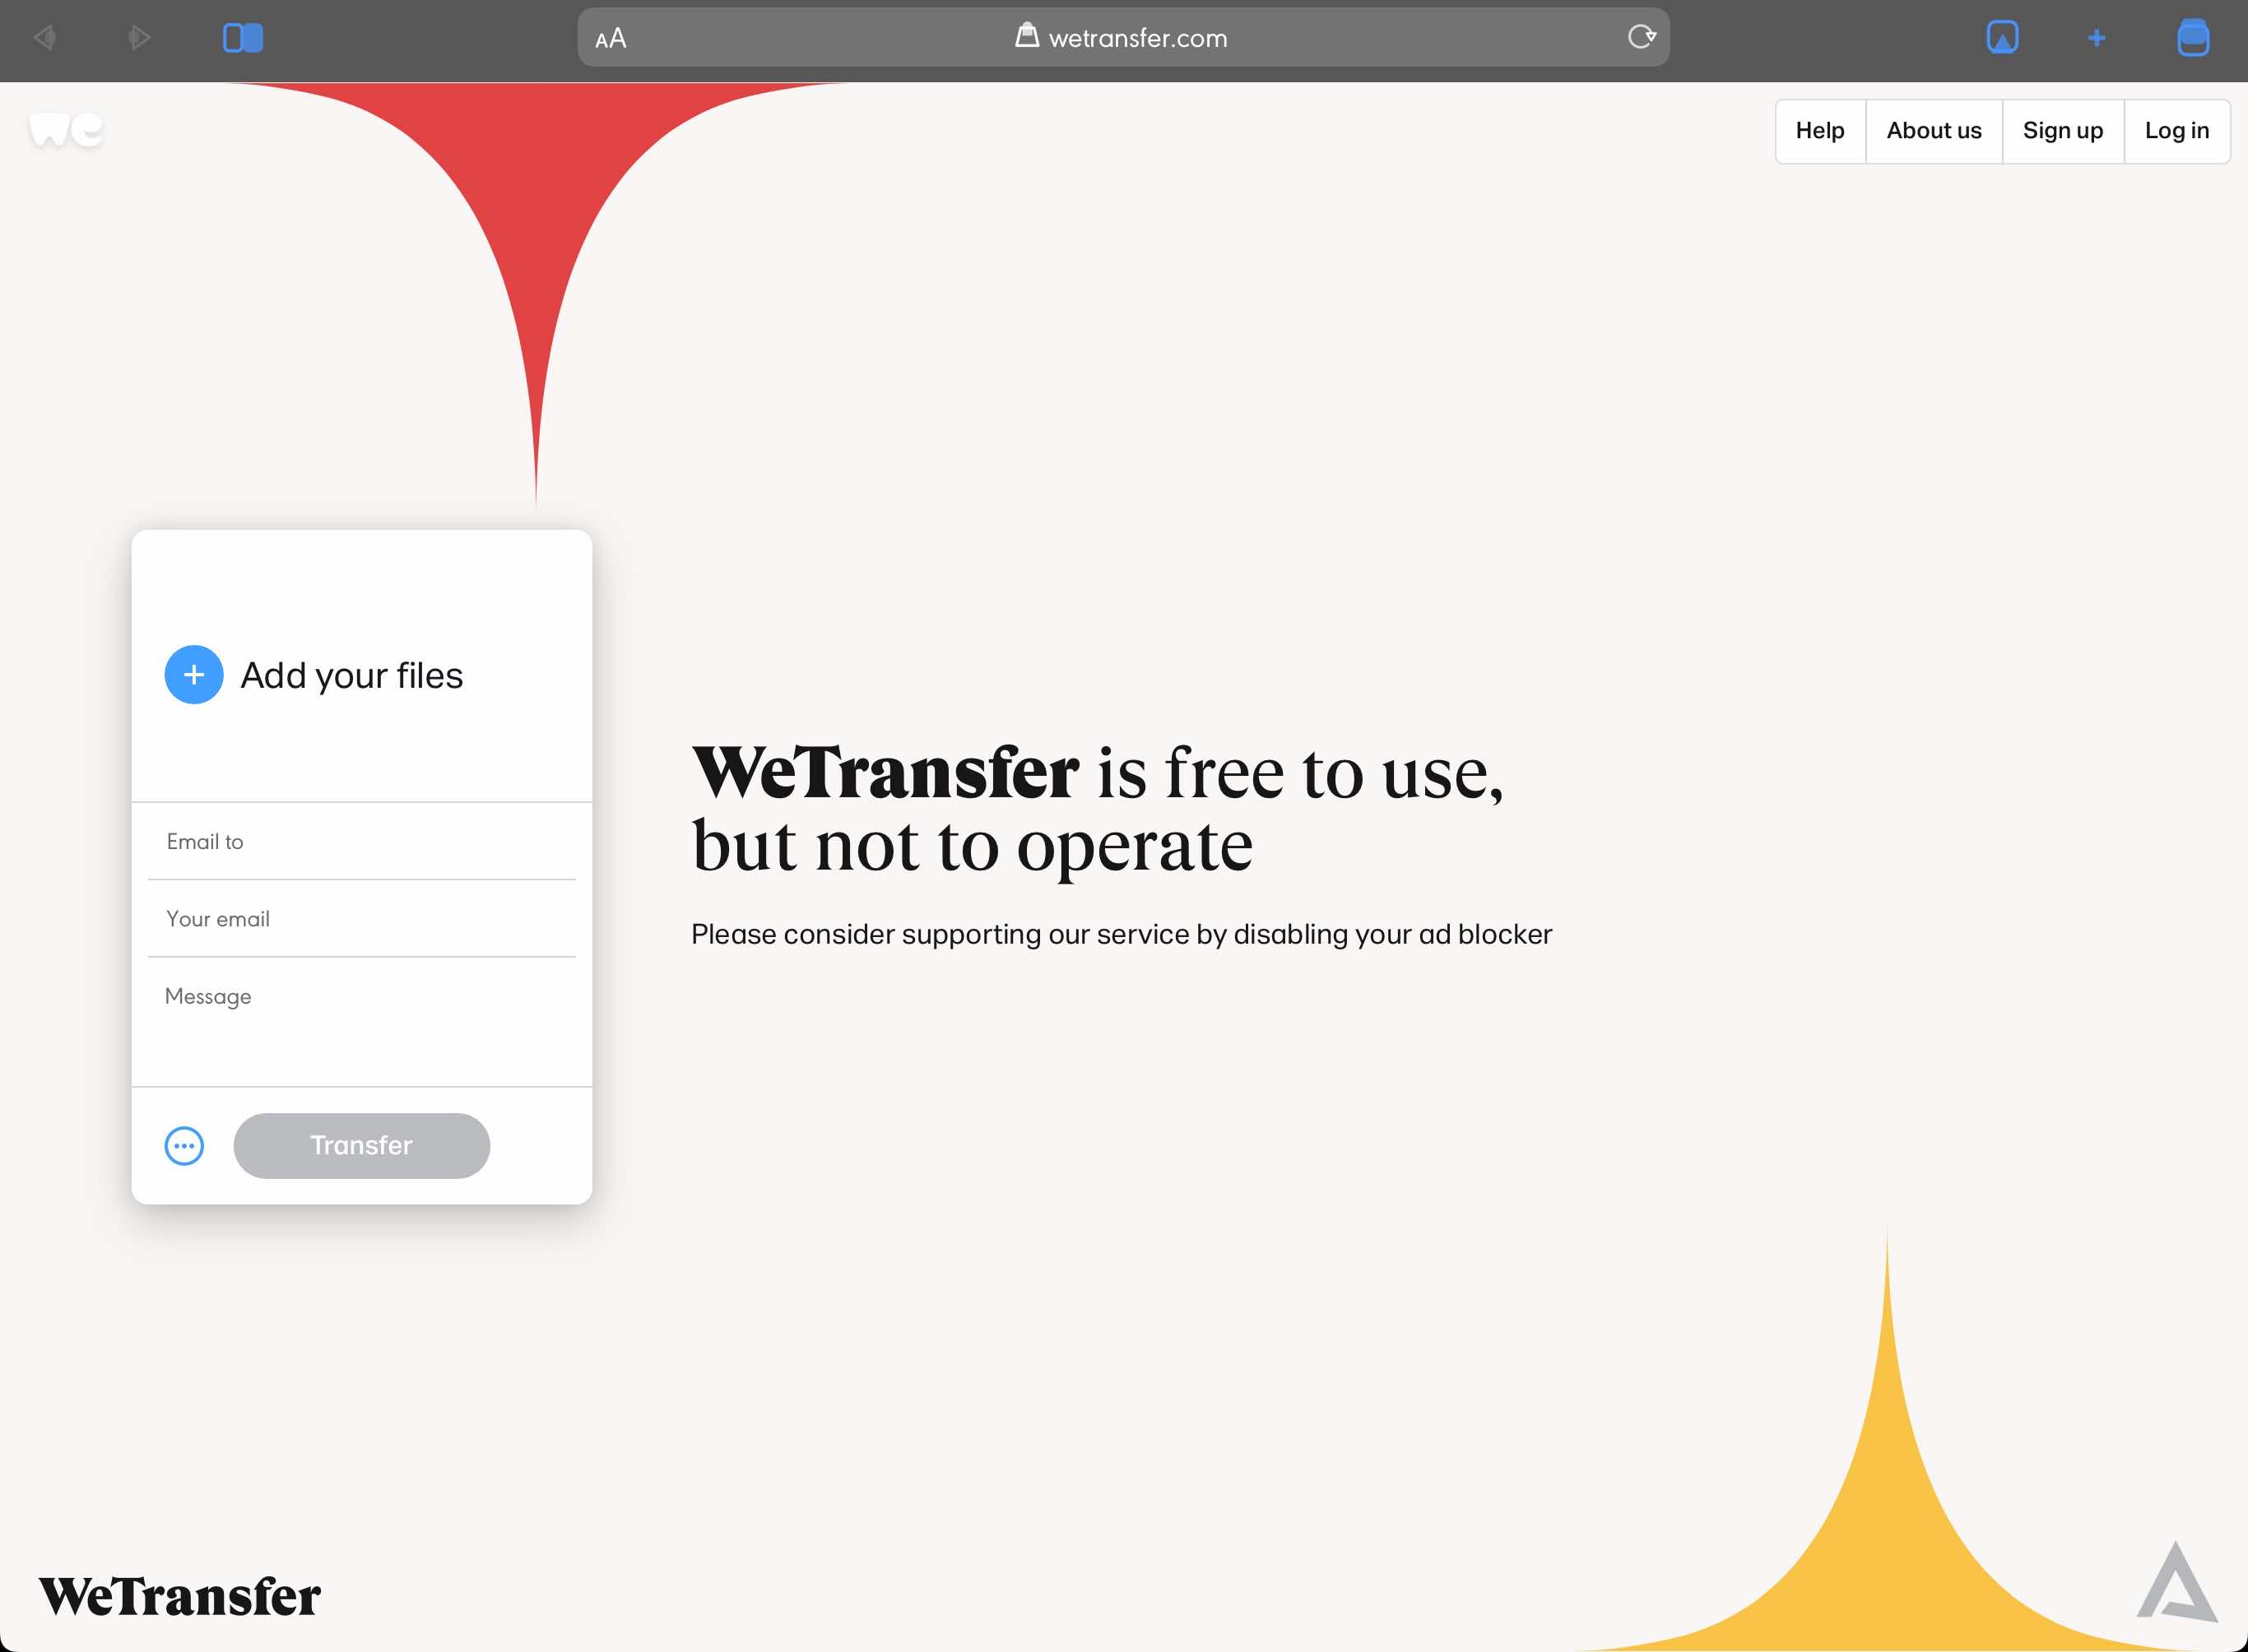 AA
wetransfer.com
we
Help
About us
Sign up
Log in
Add your files
Email to
Your email
Message
Transfer
WeTransfer is free to use,
but not to operate
Please consider supporting our service by disabling your ad blocker
WeTransfer